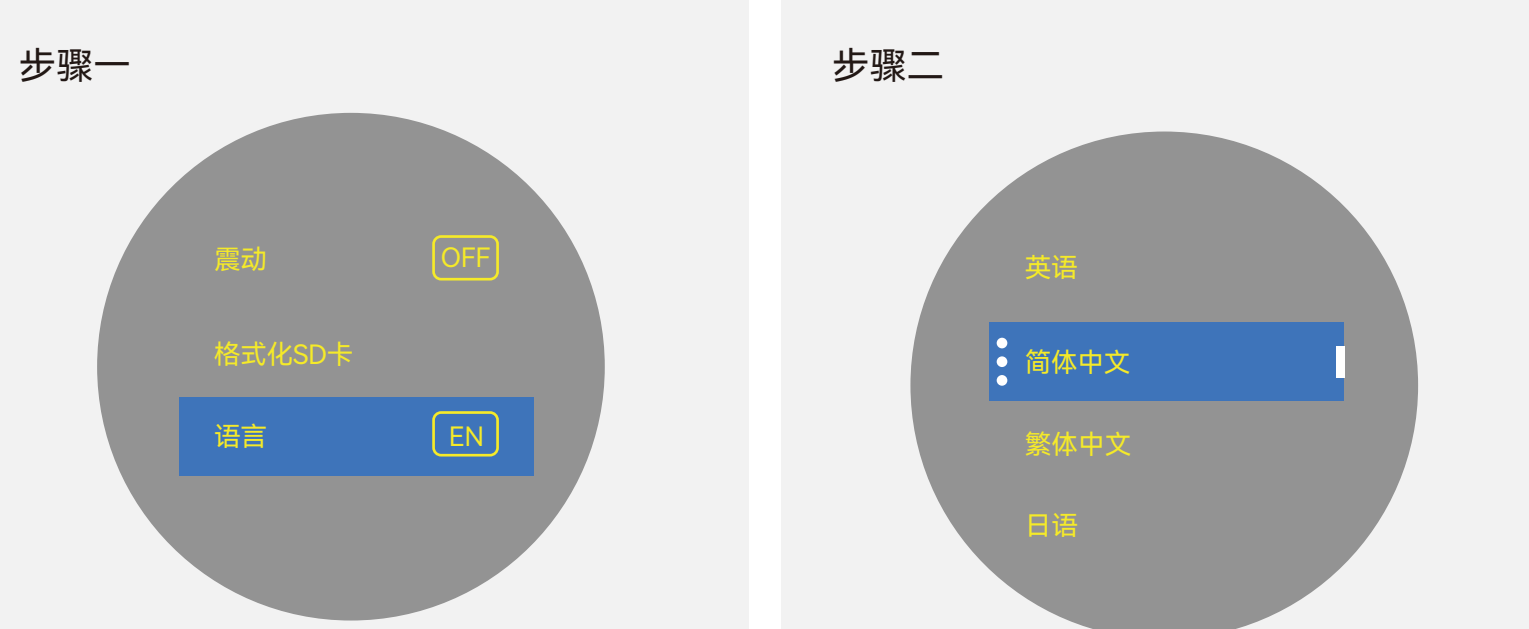 步骤一
震动 OFF
格式化SD卡
语言 EN
步骤二
英语
简体中文
繁体中文
日语